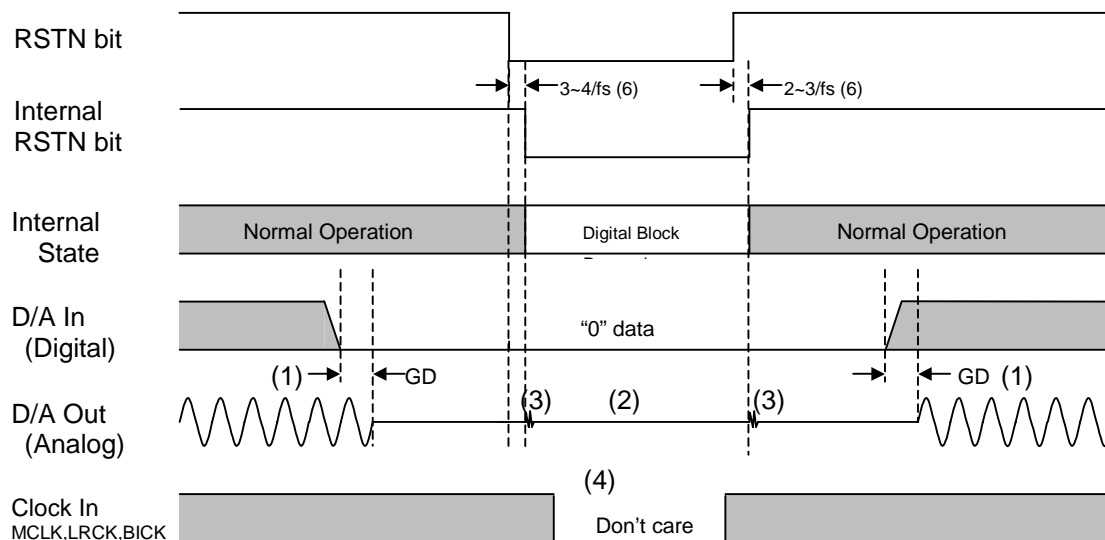 RSTN bit
3~4/fs (6)
2~3/fs (6)
Internal
RSTN bit
Internal
State
Normal Operation
Digital Block
Normal Operation
D/A In
(Digital)
“0” data
(1)
GD
GD
(1)
D/A Out
(Analog)
(3)
(2)
(3)
(4)
Clock In
MCLK,LRCK,BICK
Don’t care